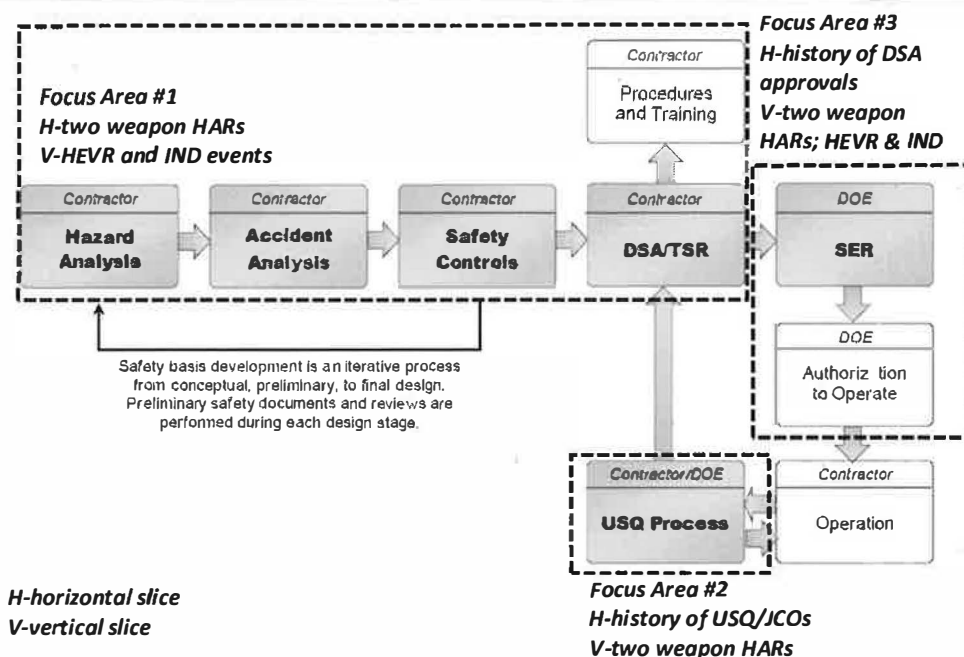 Focus Area #1
H-two weapon HARs
V-HEVR and IND events
Contractor
Procedures
and Training
Focus Area #3
H-history of DSA
approvals
V-two weapon
HARs; HEVR & IND
Contractor
Hazard
Analysis
Contractor
Accident
Analysis
Contractor
Safety
Controls
Contractor
DSA/TSR
DOE
SER
Safety basis development is an iterative process
from conceptual, preliminary, to final design.
Preliminary safety documents and reviews are
performed during each design stage.
DOE
Authoriz tion
to Operate
Contractor/DOE
USQ Process
Contractor
Operation
Focus Area #2
H-history of USQ/JCOs
V-two weapon HARs
H-horizontal slice
V-vertical slice